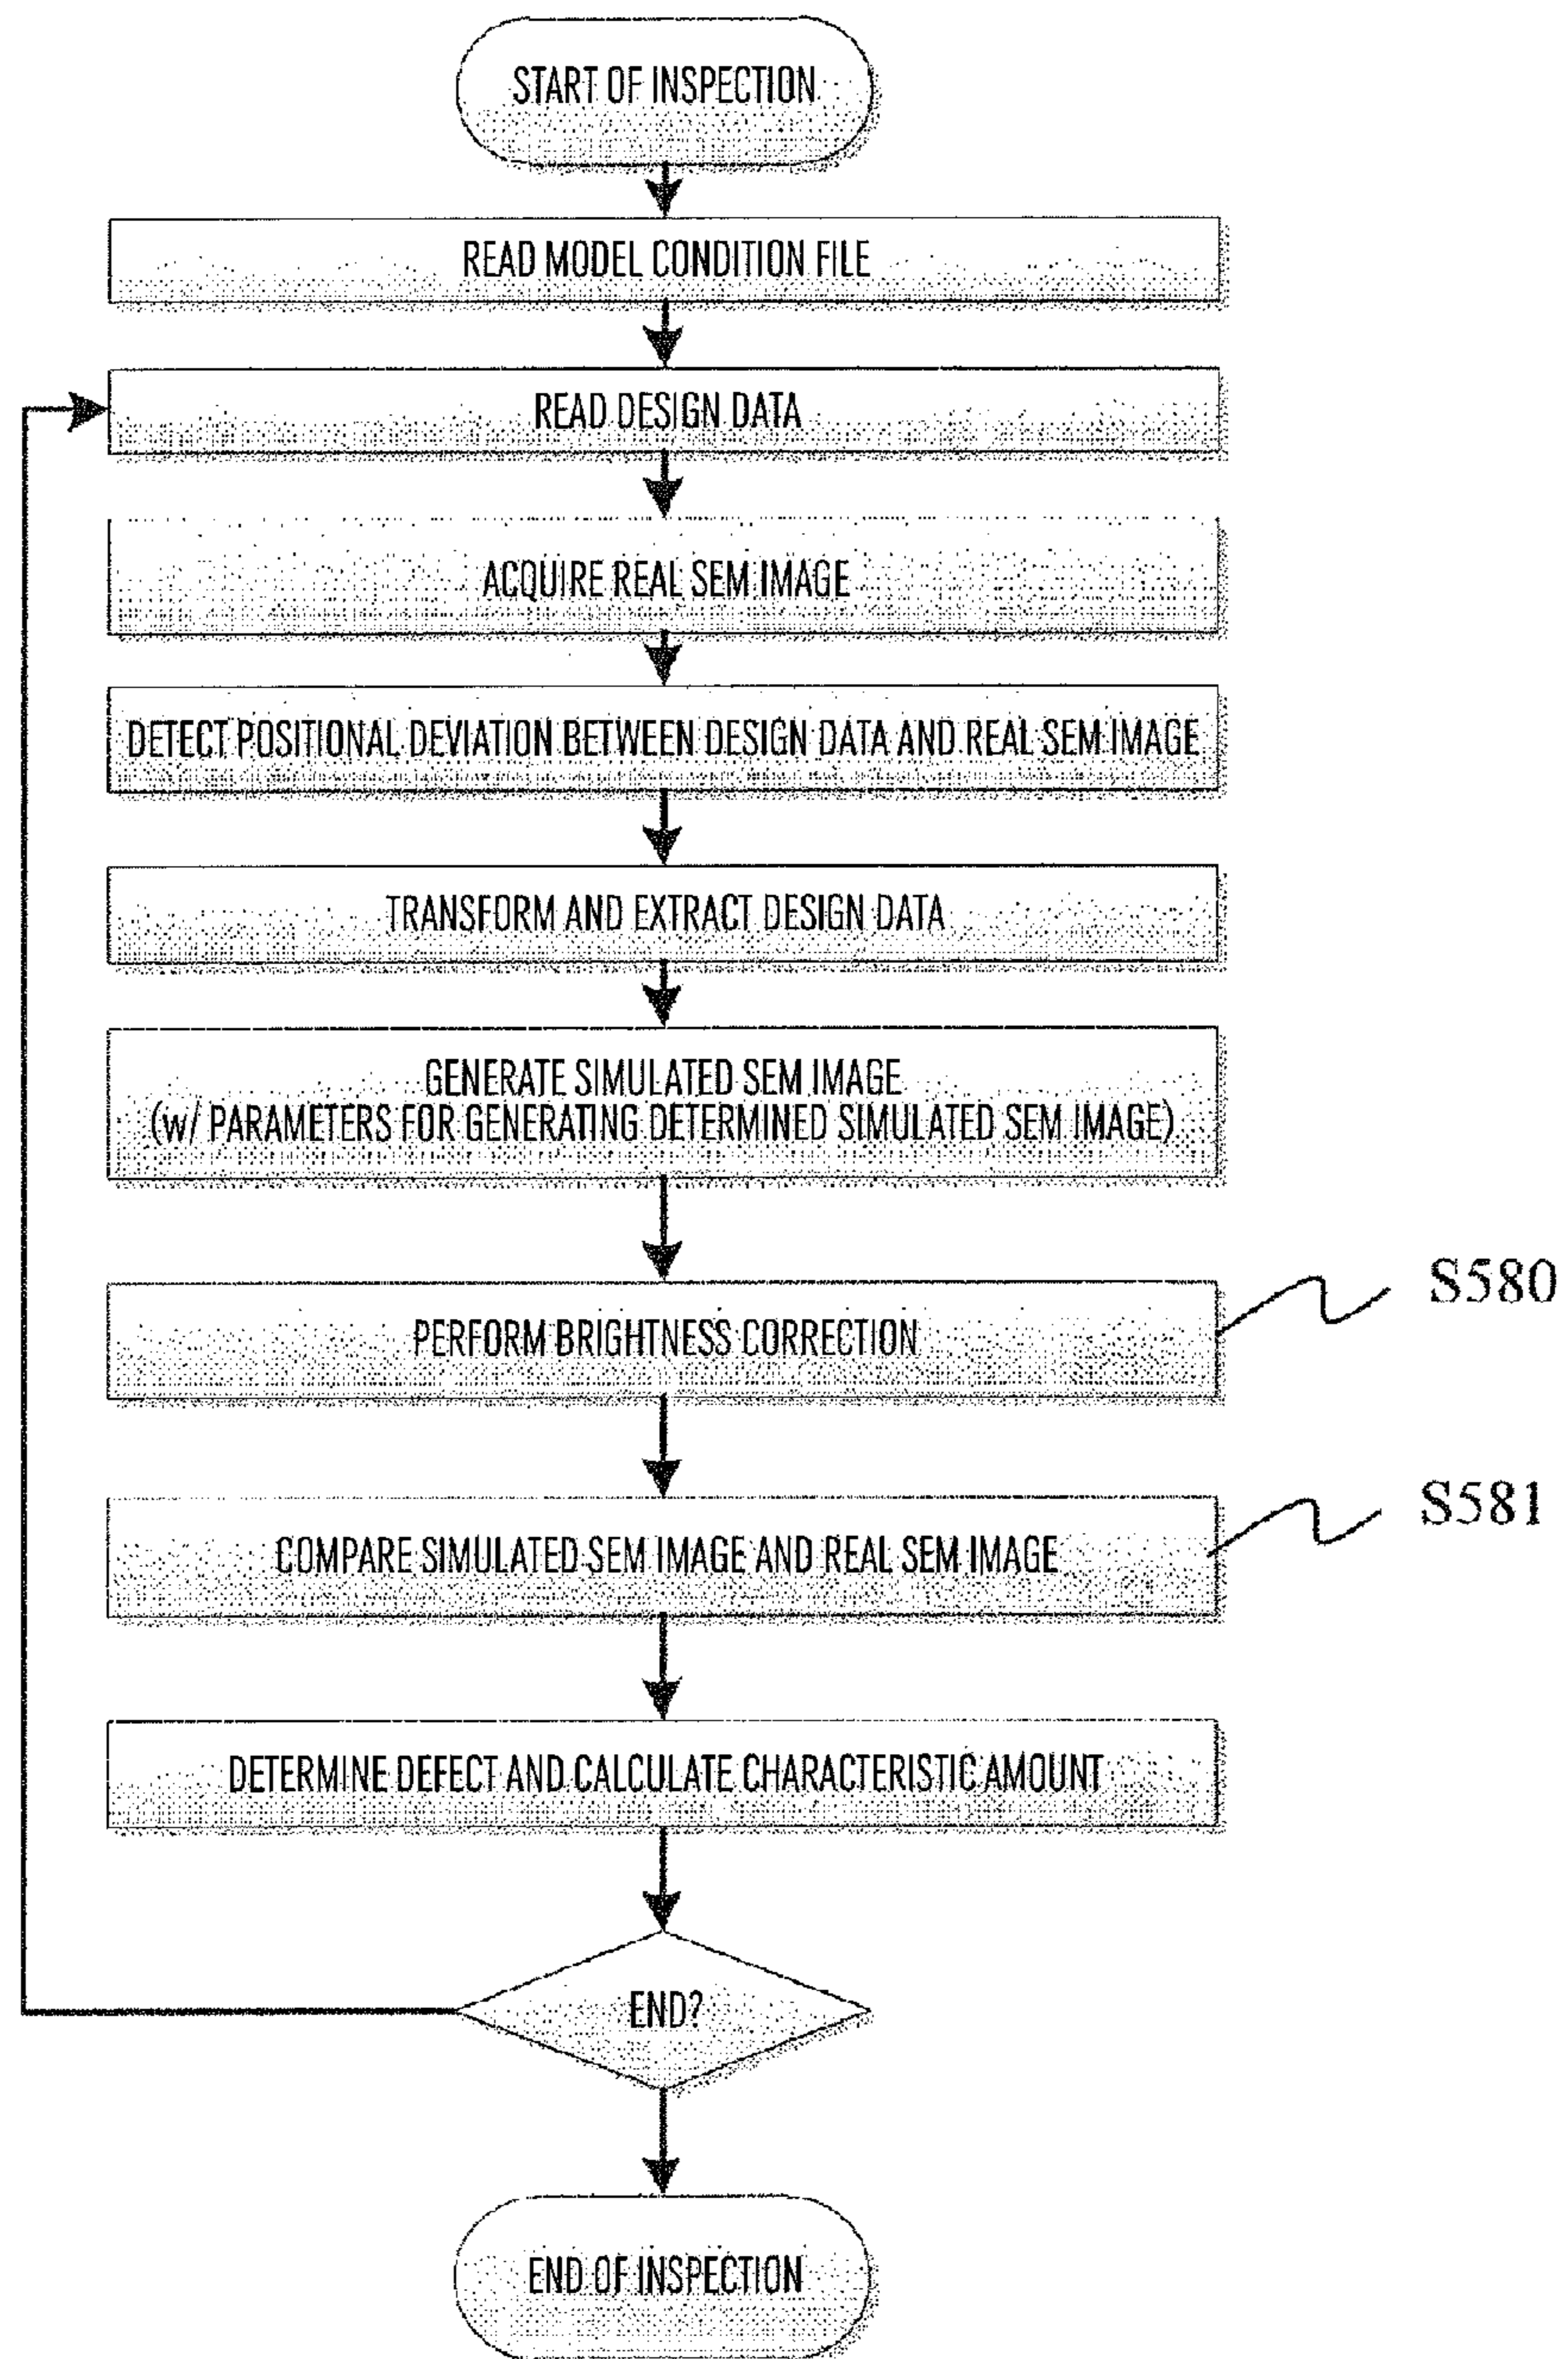 START OF INSPECTION
READ MODEL CONDITION FILE
READ DESIGN DATA
ACQUIRE REAL SEM IMAGE
DETECT POSITIONAL DEVIATION BETWEEN DESIGN DATA AND REAL SEM IMAGE
TRANSFORM AND EXTRACT DESIGN DATA
GENERATE SIMULATED SEM IMAGE
(w/ PARAMETERS FOR GENERATING DETERMINED SIMULATED SEM IMAGE)
PERFORM BRIGHTNESS CORRECTION
S580
COMPARE SIMULATED SEM IMAGE AND REAL SEM IMAGE
S581
DETERMINE DEFECT AND CALCULATE CHARACTERISTIC AMOUNT
END?
END OF INSPECTION